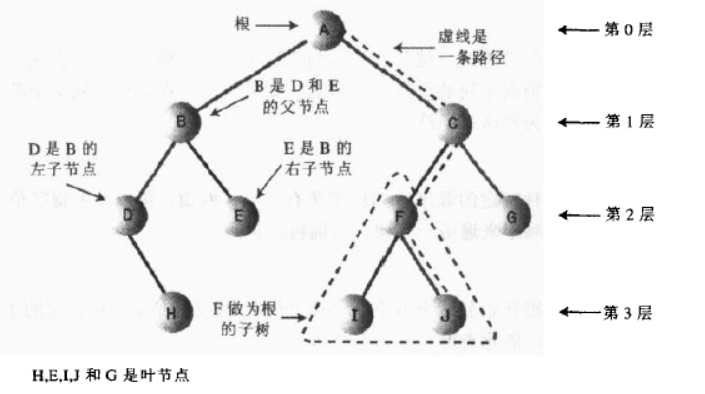 根
A
第 0 层
虚线是
一条路径
B 是 D 和 E
的父节点
B
C
第 1 层
D 是 B 的
左子节点
E 是 B 的
右子节点
D
E
F
G
第 2 层
H
F 做为根
的子树
I
J
第 3 层
H,E,I,J 和 G 是叶节点